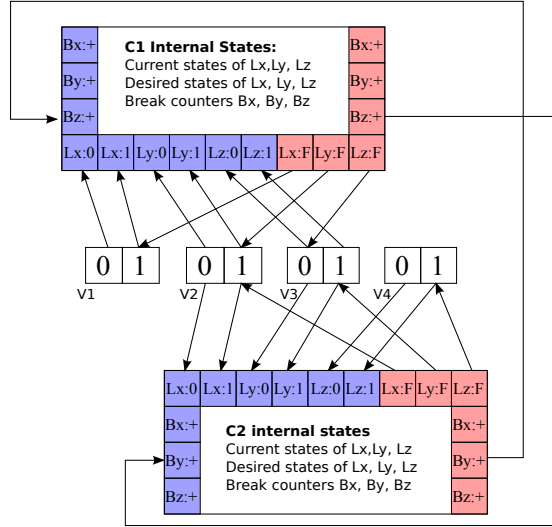 Bx:+ C1 Internal States: Bx:+
Current states of Lx,Ly, Lz
By:+ Desired states of Lx, Ly, Lz By:+
Break counters Bx, By, Bz
Bz:+ Bz:+
Lx:0 Lx:1 Ly:0 Ly:1 Lz:0 Lz:1 Lx:F Ly:F Lz:F
0 1 0 1 0 1 0 1
V1 V2 V3 V4
Lx:0 Lx:1 Ly:0 Ly:1 Lz:0 Lz:1 Lx:F Ly:F Lz:F
Bx:+ Bx:+
C2 internal states
Current states of Lx,Ly, Lz
By:+ Desired states of Lx, Ly, Lz By:+
Break counters Bx, By, Bz
Bz:+ Bz:+